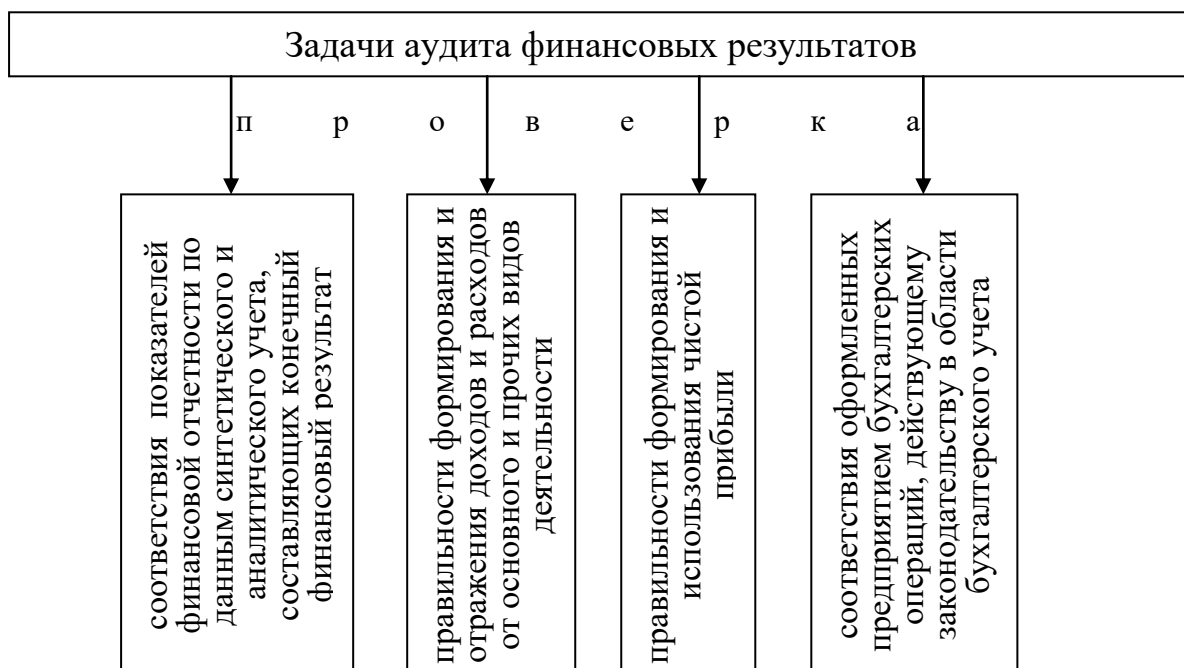 Задачи аудита финансовых результатов
п р о в е р к а
соответствия показателей
финансовой отчетности по
данным синтетического и
аналитического учета,
составляющих конечный
финансовый результат
правильности формирования и
отражения доходов и расходов
от основного и прочих видов
деятельности
правильности формирования и
использования чистой
прибыли
соответствия оформленных
предприятием бухгалтерских
операций, действующему
законодательству в области
бухгалтерского учета